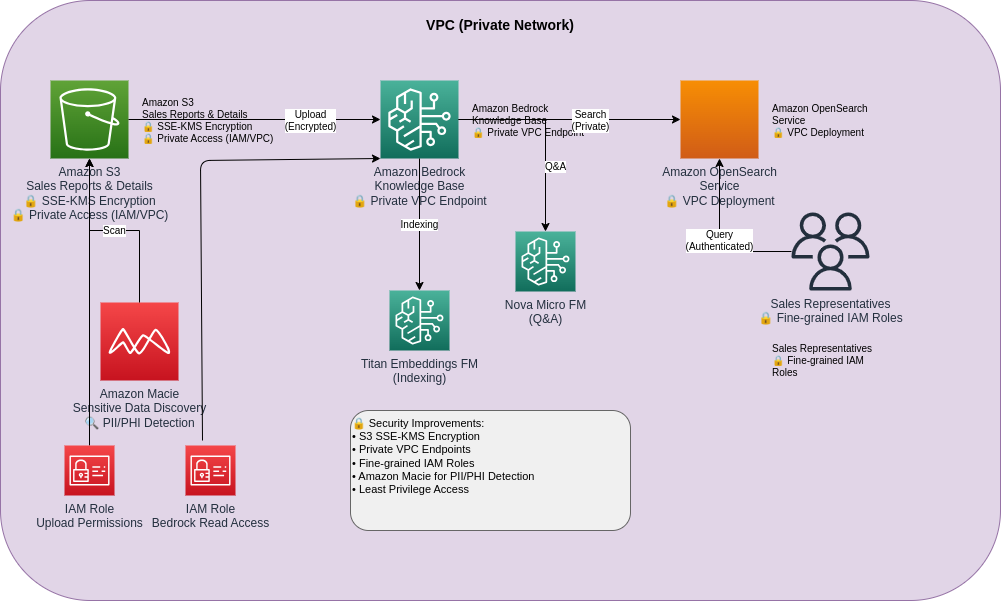 VPC (Private Network)
Amazon S3
Sales Reports & Details
🔒 SSE-KMS Encryption
🔒 Private Access (IAM/VPC)
Upload
(Encrypted)
Amazon Bedrock
Knowledge Base
🔒 Private VPC Endpoint
Search
(Private)
Amazon OpenSearch
Service
🔒 VPC Deployment
Amazon S3
Sales Reports & Details
🔒 SSE-KMS Encryption
🔒 Private Access (IAM/VPC)
Scan
Amazon Bedrock
Knowledge Base
🔒 Private VPC Endpoint
Indexing
Q&A
Amazon OpenSearch
Service
🔒 VPC Deployment
Query
(Authenticated)
Nova Micro FM
(Q&A)
Sales Representatives
🔒 Fine-grained IAM Roles
Sales Representatives
🔒 Fine-grained IAM
Roles
Titan Embeddings FM
(Indexing)
Amazon Macie
Sensitive Data Discovery
🔍 PII/PHI Detection
🔒 Security Improvements:
• S3 SSE-KMS Encryption
• Private VPC Endpoints
• Fine-grained IAM Roles
• Amazon Macie for PII/PHI Detection
• Least Privilege Access
IAM Role
Upload Permissions
IAM Role
Bedrock Read Access